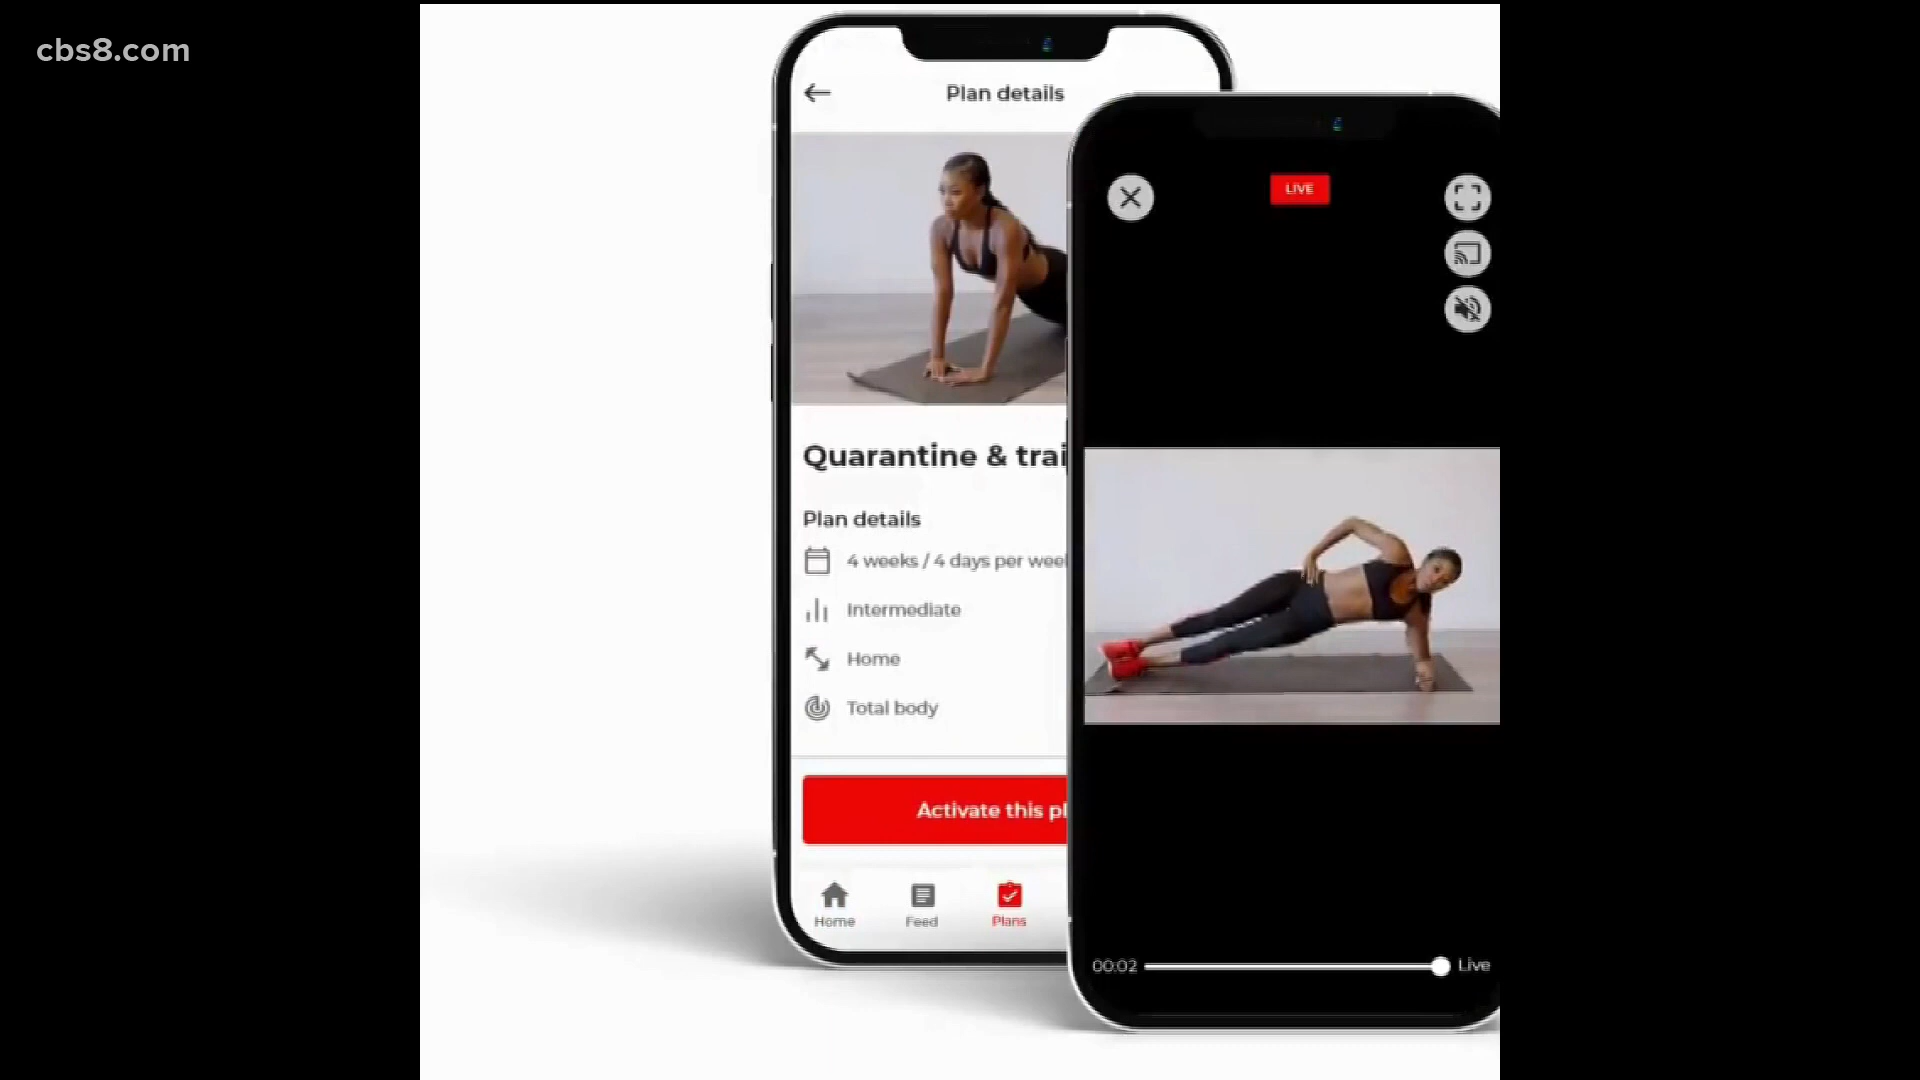 cbs8.com
Plan details
LIVE
Quarantine & trai
Plan details
4 weeks / 4 days per week
Intermediate
Home
Total body
Activate this pl
Home
Feed
Plans
00:02
Live